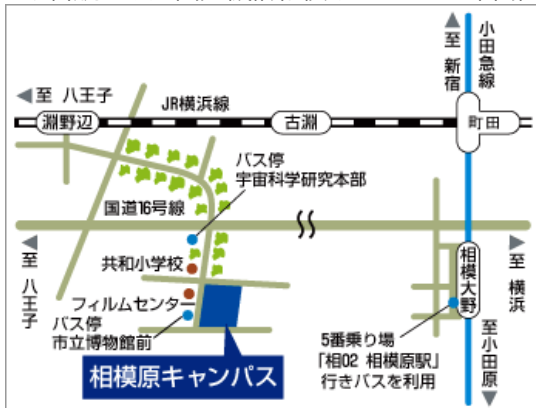 至 新宿
小田急線
至 八王子
JR横浜線
淵野辺
古淵
町田
バス停
宇宙科学研究本部
国道16号線
至 八王子
共和小学校
相模大野
至 横浜
フィルムセンター
バス停
市立博物館前
5番乗り場
「相02 相模原駅」
行きバスを利用
至 小田原
相模原キャンパス